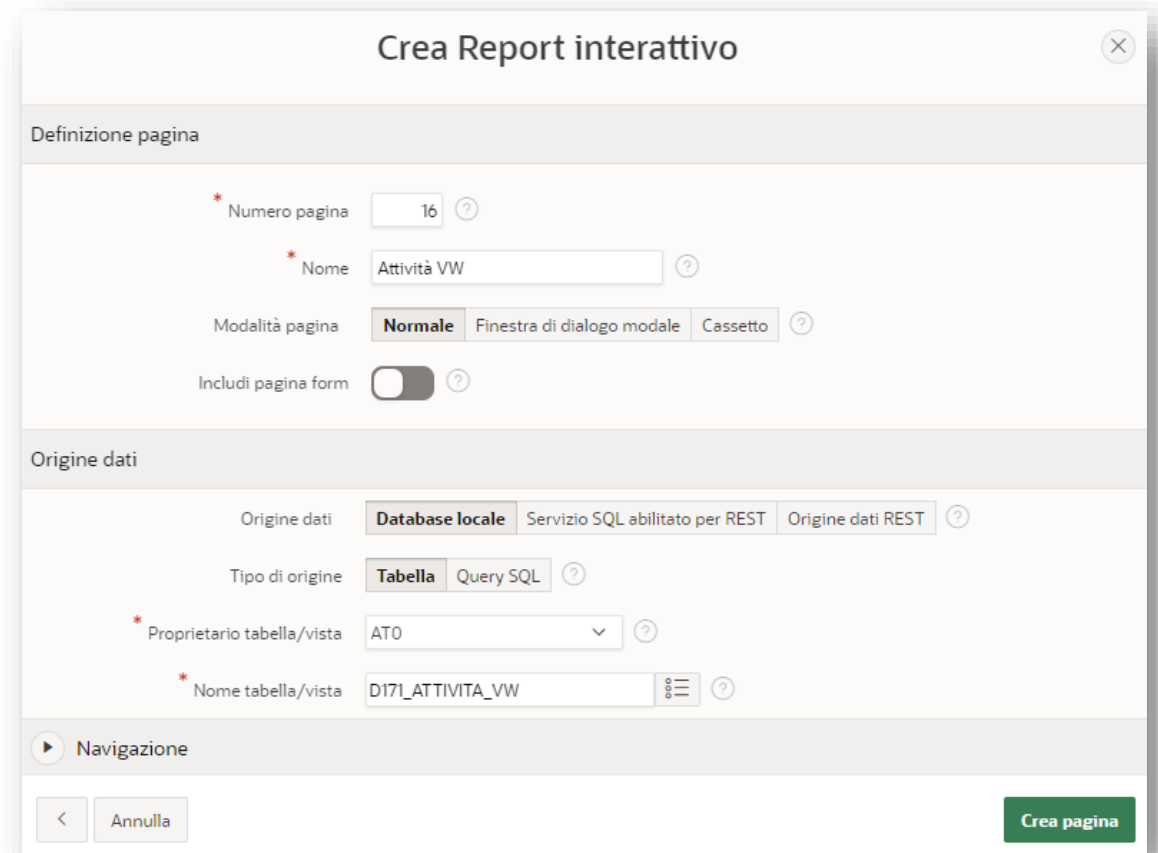 Crea Report interattivo
Definizione pagina
* Numero pagina 16 ?
* Nome Attività VW ?
Modalità pagina Normale Finestra di dialogo modale Cassetto ?
Includi pagina form ?
Origine dati
Origine dati Database locale Servizio SQL abilitato per REST Origine dati REST ?
Tipo di origine Tabella Query SQL ?
* Proprietario tabella/vista AT0 ?
* Nome tabella/vista D171_ATTIVITA_VW ?
Navigazione
< Annulla Crea pagina